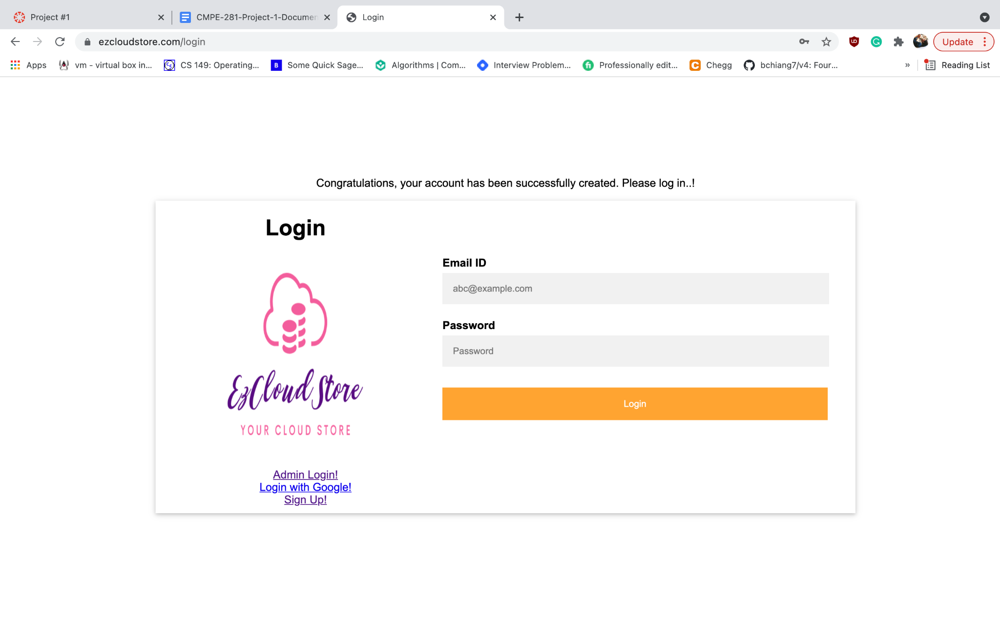 Project #1
CMPE-281-Project-1-Documen
Login
ezcloudstore.com/login
Update
Apps
vm - virtual box in...
CS 149: Operating...
Some Quick Sage...
Algorithms | Com...
Interview Problem...
Professionally edit...
Chegg
bchiang7/v4: Four...
»
Reading List
Congratulations, your account has been successfully created. Please log in..!
Login
Email ID
abc@example.com
Password
Password
Login
EzCloud Store
YOUR CLOUD STORE
Admin Login!
Login with Google!
Sign Up!